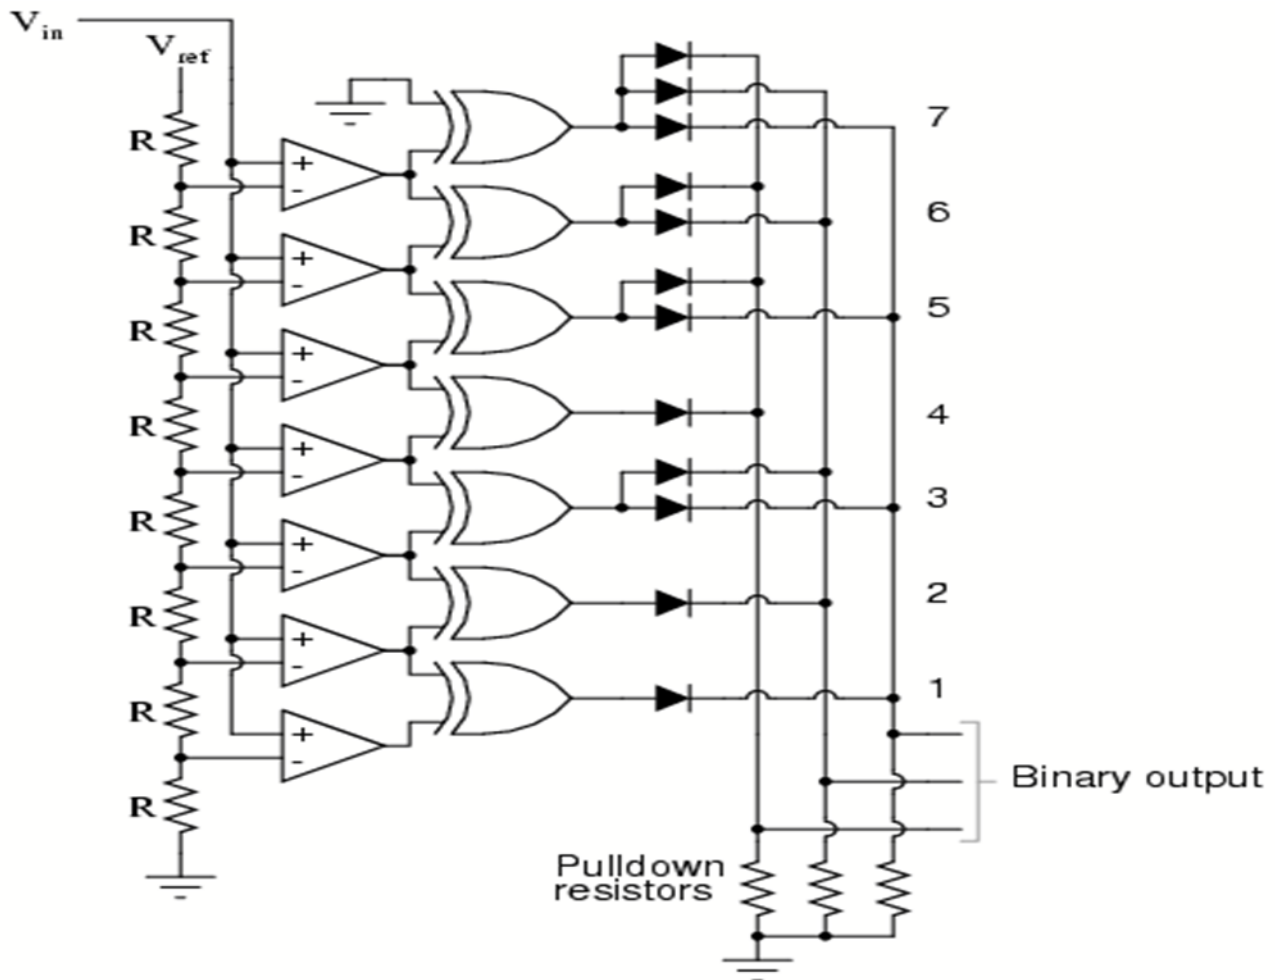 Vin
Vref
R
R
R
R
R
R
R
R
+
-
+
-
+
-
+
-
+
-
+
-
+
-
7
6
5
4
3
2
1
Binary output
Pulldown
resistors